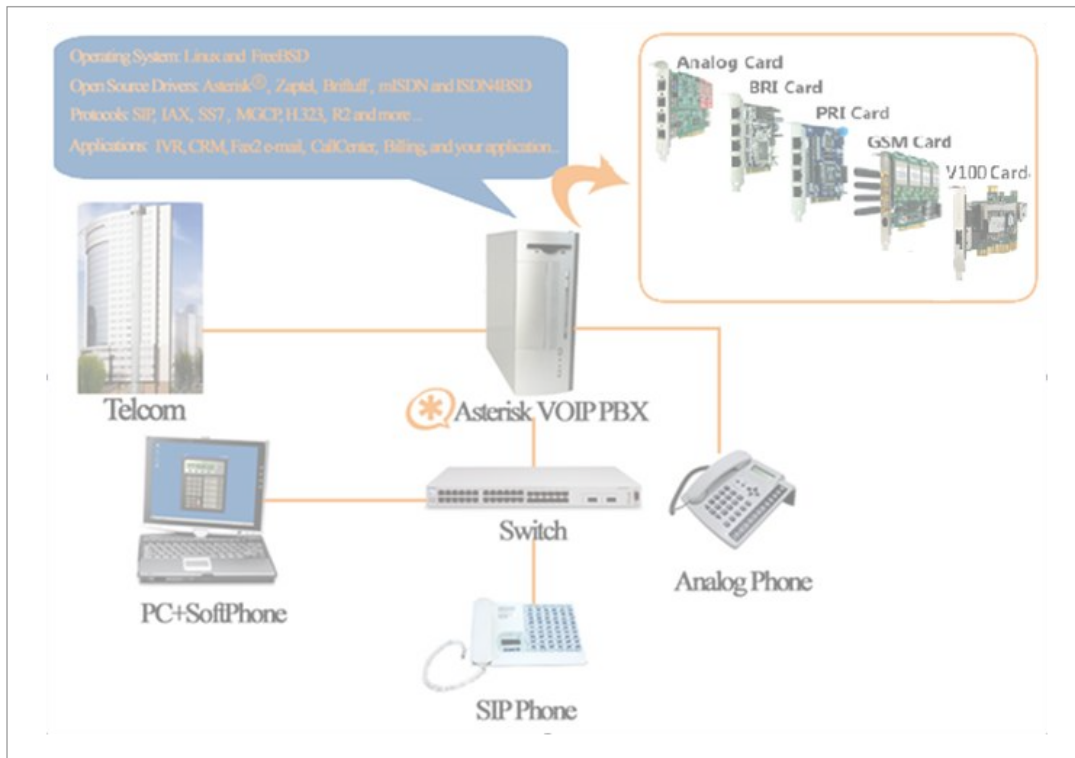 Operating System: Linux and FreeBSD
Open Source Drivers: Asterisk®, Zaptel, Bristuff, mISDN and ISDN4BSD
Protocols: SIP, IAX, SS7, MGCP, H.323, R2 and more ...
Applications: IVR, CRM, Fax2 e-mail, CallCenter, Billing, and your application...
Analog Card
BRI Card
PRI Card
GSM Card
V100 Card
Telcom
Asterisk VOIP PBX
Switch
PC+SoftPhone
Analog Phone
SIP Phone